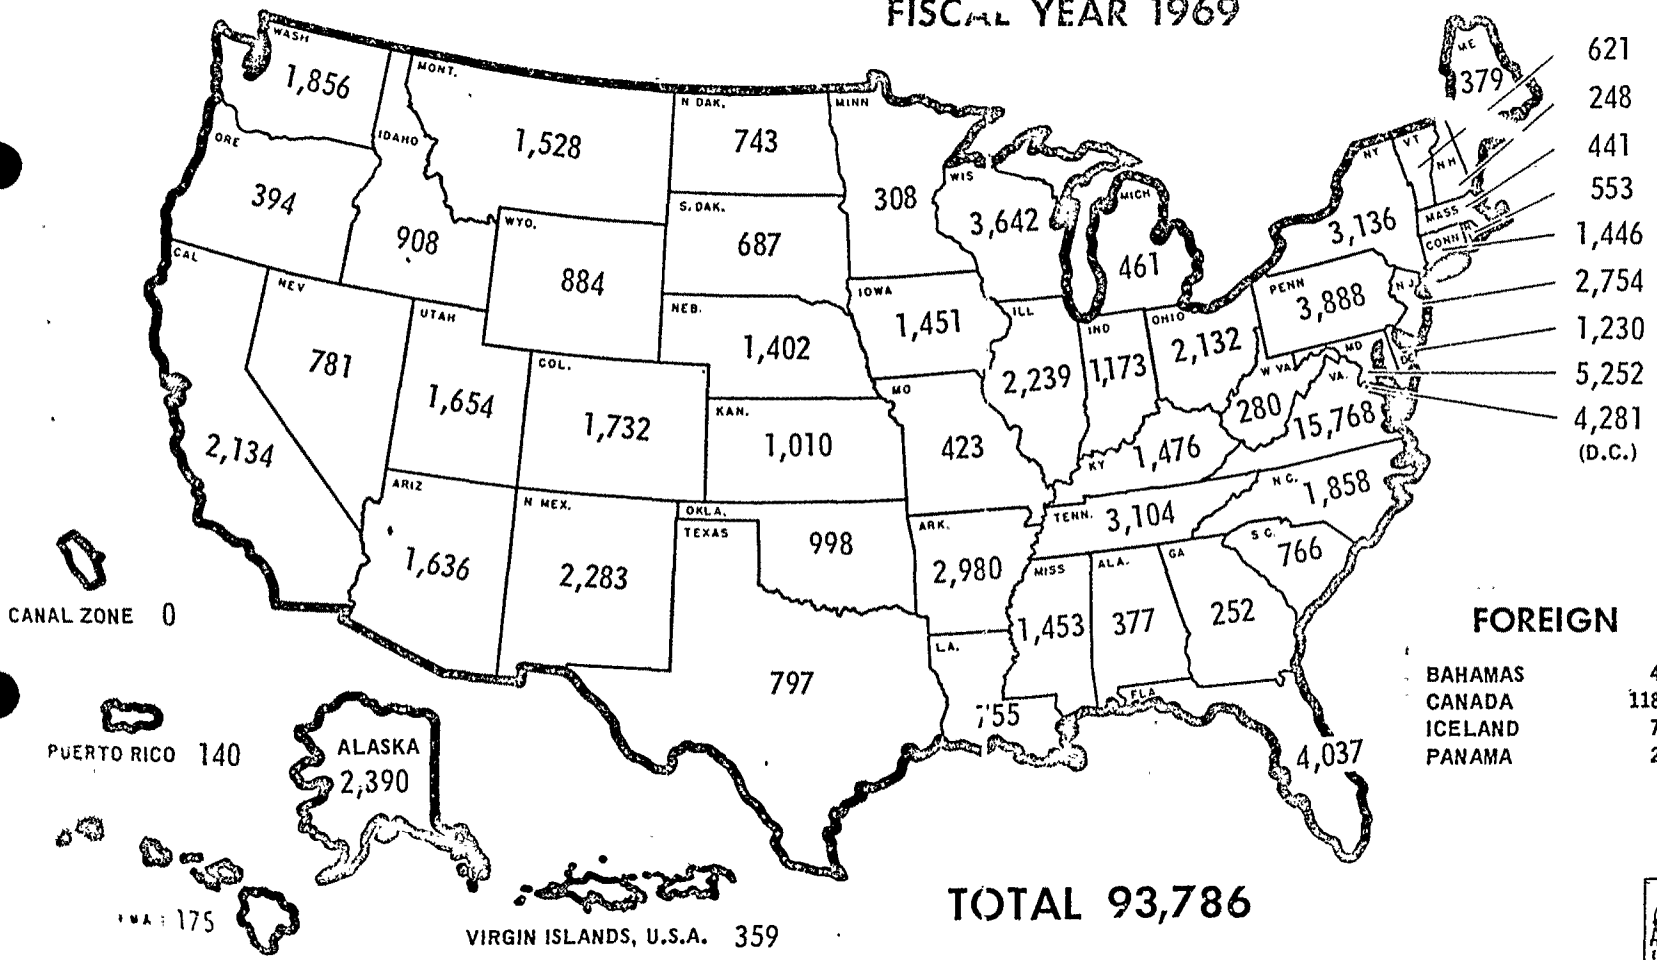 FISCAL YEAR 1969
WASH
1,856
MONT.
1,528
N DAK.
743
MINN
308
ME
379
621
248
441
553
1,446
2,754
1,230
5,252
4,281
(D.C.)
ORE
394
IDAHO
908
WYO.
884
S. DAK.
687
WIS
3,642
MICH
461
NY
3,136
VT
NH
MASS
CONN
CAL
2,134
NEV
781
UTAH
1,654
COL.
1,732
NEB.
1,402
IOWA
1,451
ILL
2,239
IND
1,173
OHIO
2,132
PENN
3,888
NJ
MD
W VA
280
VA.
15,768
KAN.
1,010
MO
423
KY
1,476
ARIZ
1,636
N MEX.
2,283
OKLA.
998
TEXAS
797
ARK.
2,980
TENN.
3,104
N C.
1,858
S C.
766
MISS
1,453
ALA.
377
GA
252
LA.
755
FLA
4,037
CANAL ZONE 0
PUERTO RICO 140
ALASKA
2,390
175
VIRGIN ISLANDS, U.S.A. 359
TOTAL 93,786
FOREIGN
BAHAMAS 4
CANADA 118
ICELAND 7
PANAMA 2